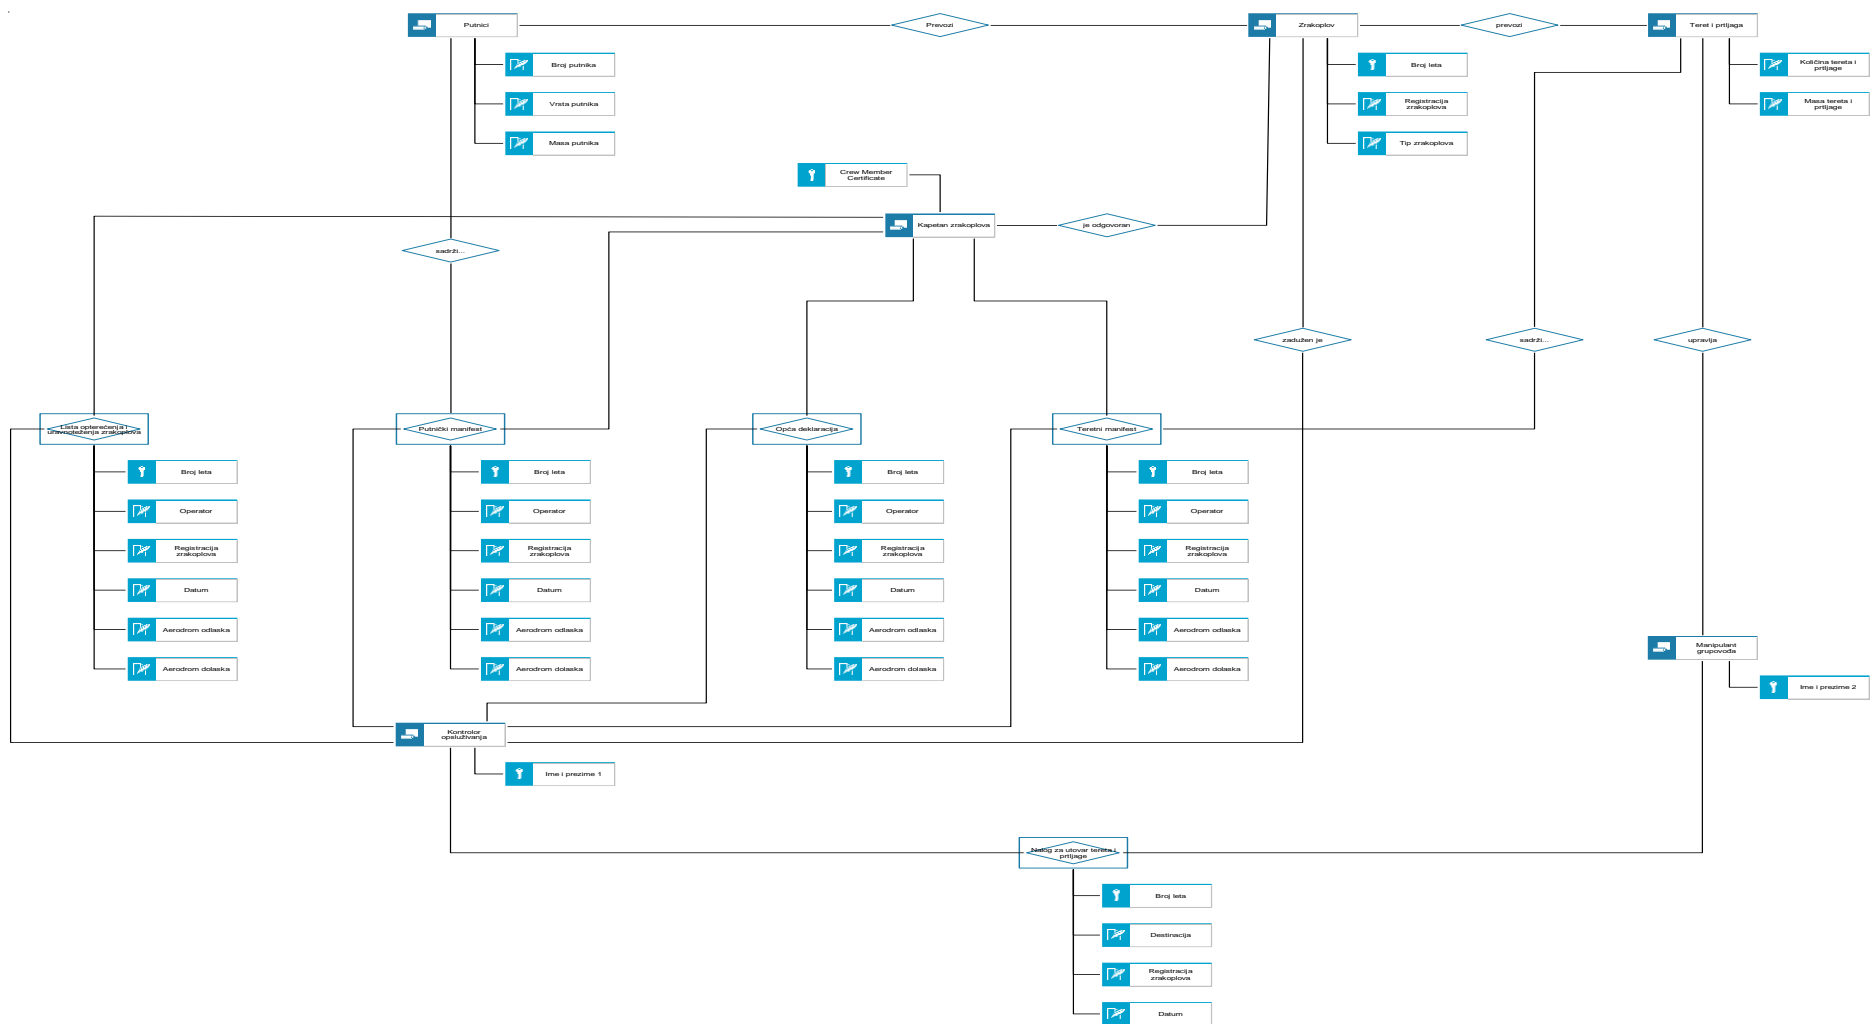 Putnici
Prevozi
Zrakoplov
prevozi
Teret i prtljaga
Broj putnika
Broj leta
Količina tereta i
prtljage
Vrsta putnika
Registracija
zrakoplova
Masa tereta i
prtljage
Masa putnika
Tip zrakoplova
Crew Member
Certificate
Kapetan zrakoplova
je odgovoran
sadrži...
zadužen je
sadrži...
upravlja
Lista opterećenja i
uravnoteženja zrakoplova
Putnički manifest
Opća deklaracija
Teretni manifest
Broj leta
Broj leta
Broj leta
Broj leta
Operator
Operator
Operator
Operator
Registracija
zrakoplova
Registracija
zrakoplova
Registracija
zrakoplova
Registracija
zrakoplova
Datum
Datum
Datum
Datum
Aerodrom odlaska
Aerodrom odlaska
Aerodrom odlaska
Aerodrom odlaska
Manipulant
grupovođa
Aerodrom dolaska
Aerodrom dolaska
Aerodrom dolaska
Aerodrom dolaska
Ime i prezime 2
Kontrolor
opsluživanja
Ime i prezime 1
Nalog za utovar tereta i
prtljage
Broj leta
Destinacija
Registracija
zrakoplova
Datum